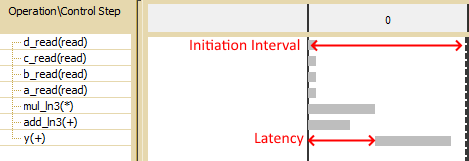 Operation\Control Step
0
d_read(read)
c_read(read)
b_read(read)
a_read(read)
mul_ln3(*)
add_ln3(+)
y(+)
Initiation Interval
Latency